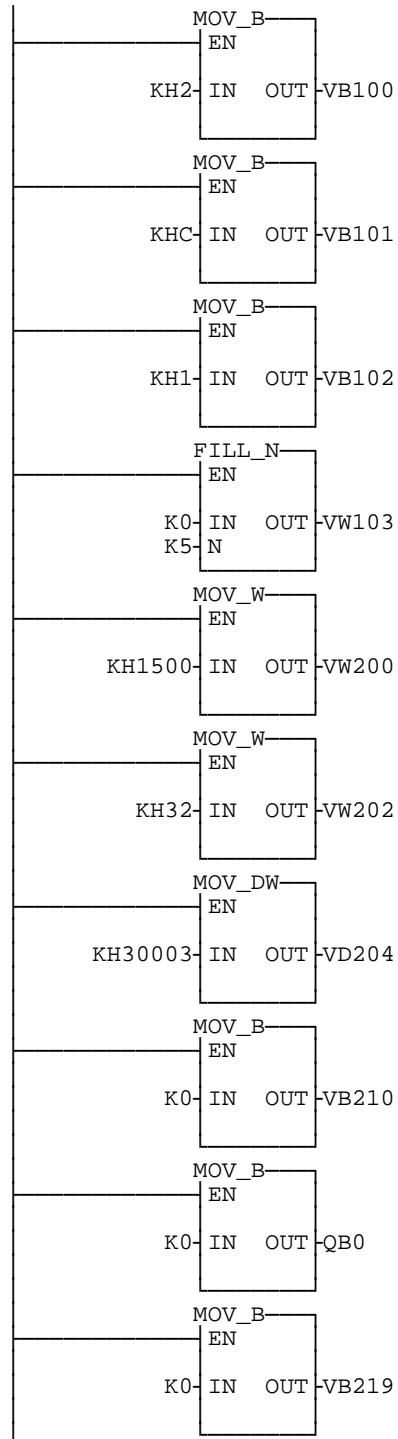 MOV_B
EN
KH2 IN OUT VB100
MOV_B
EN
KHC IN OUT VB101
MOV_B
EN
KH1 IN OUT VB102
FILL_N
EN
K0 IN OUT VW103
K5 N
MOV_W
EN
KH1500 IN OUT VW200
MOV_W
EN
KH32 IN OUT VW202
MOV_DW
EN
KH30003 IN OUT VD204
MOV_B
EN
K0 IN OUT VB210
MOV_B
EN
K0 IN OUT QB0
MOV_B
EN
K0 IN OUT VB219